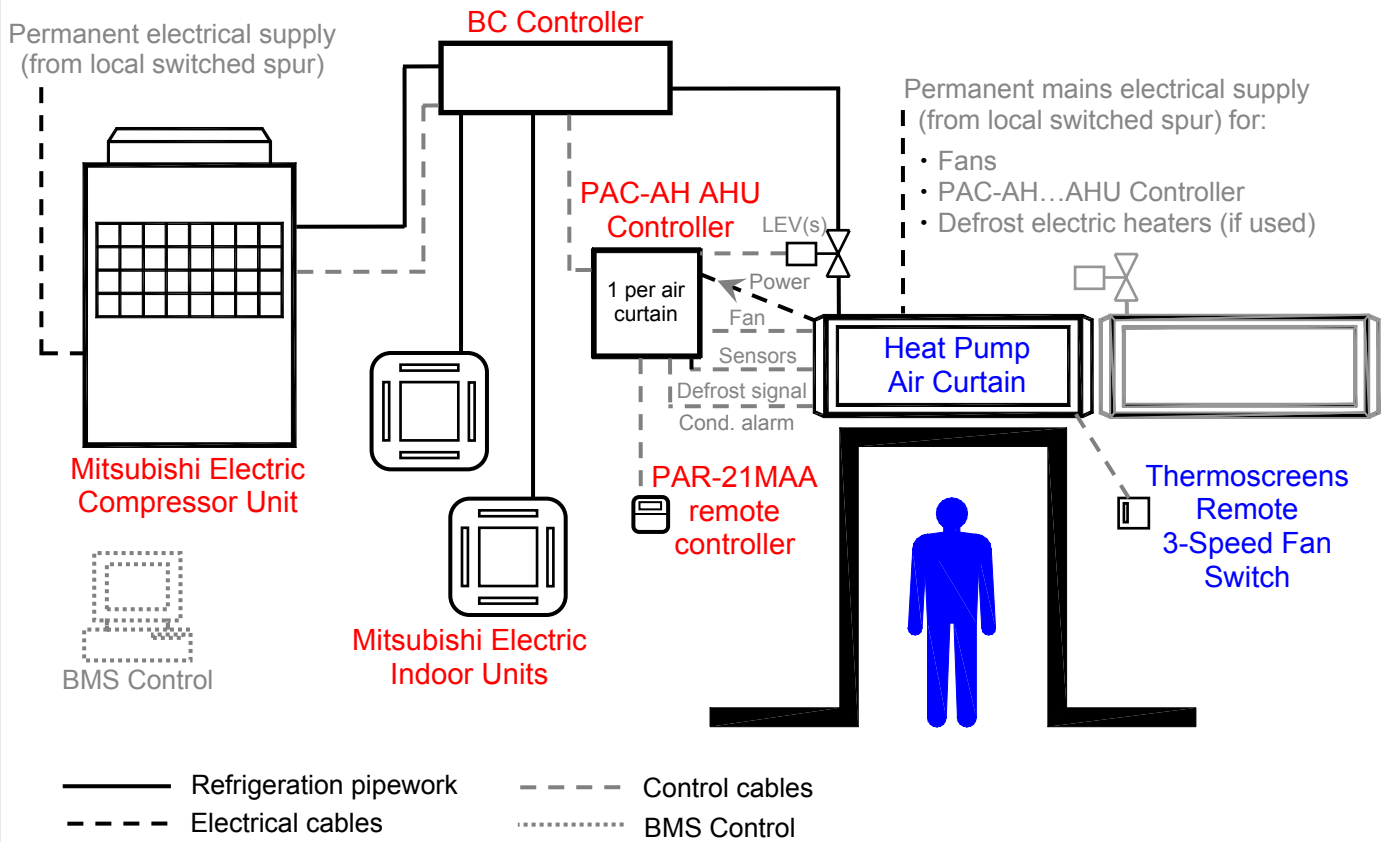 BC Controller
Permanent electrical supply
(from local switched spur)
Permanent mains electrical supply
(from local switched spur) for:
· Fans
· PAC-AH…AHU Controller
· Defrost electric heaters (if used)
PAC-AH AHU
Controller
LEV(s)
1 per air
curtain
Power
Fan
Sensors
Defrost signal
Cond. alarm
Heat Pump
Air Curtain
Mitsubishi Electric
Compressor Unit
PAR-21MAA
remote
controller
Thermoscreens
Remote
3-Speed Fan
Switch
Mitsubishi Electric
Indoor Units
BMS Control
Refrigeration pipework
Control cables
Electrical cables
BMS Control